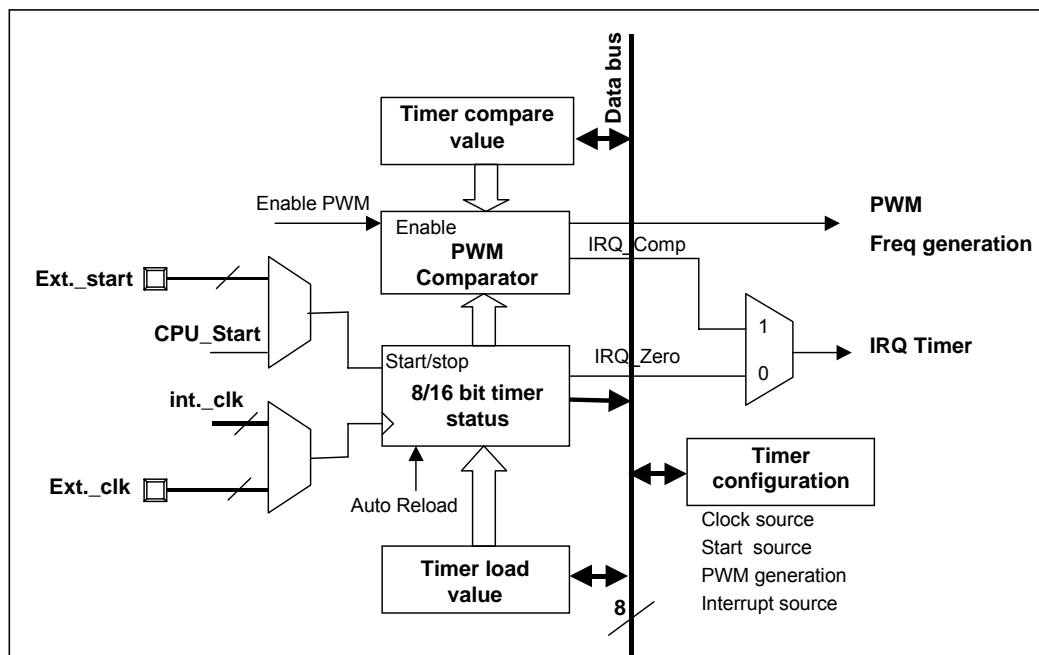 Data bus
Timer compare
value
Enable PWM
Enable
PWM
Comparator
IRQ_Comp
PWM
Freq generation
Ext._start
CPU_Start
Start/stop
8/16 bit timer
status
IRQ_Zero
1
0
IRQ Timer
int._clk
Ext._clk
Auto Reload
Timer
configuration
Clock source
Start source
PWM generation
Interrupt source
Timer load
value
8